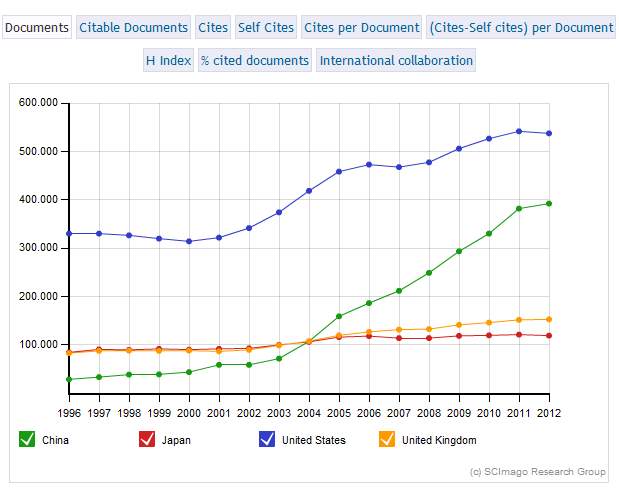 Documents Citable Documents Cites Self Cites Cites per Document (Cites-Self cites) per Document
H Index % cited documents International collaboration
600.000
500.000
400.000
300.000
200.000
100.000
1996 1997 1998 1999 2000 2001 2002 2003 2004 2005 2006 2007 2008 2009 2010 2011 2012
China Japan United States United Kingdom
(c) SCImago Research Group